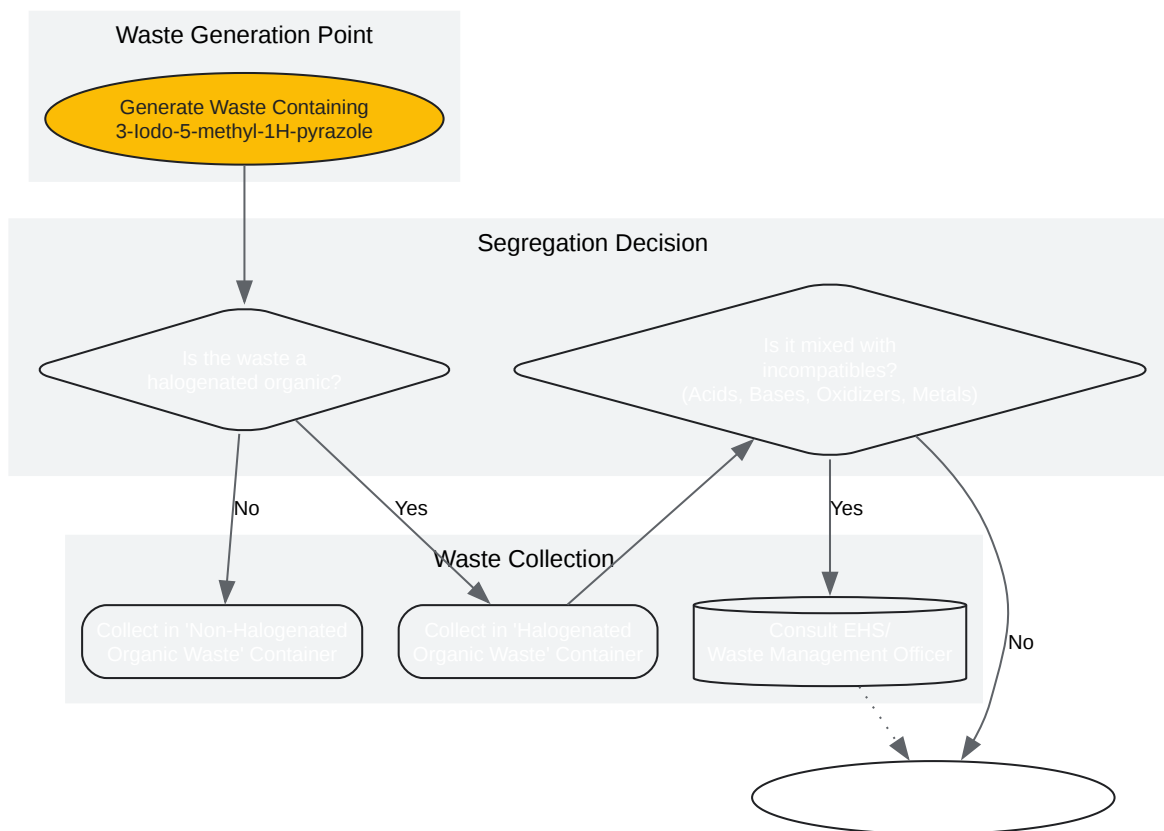 Waste Generation Point
Generate Waste Containing
3-Iodo-5-methyl-1H-pyrazole
Segregation Decision
Is the waste a
halogenated organic?
Is it mixed with
incompatibles?
(Acids, Bases, Oxidizers, Metals)
No
Yes
Yes
Waste Collection
Collect in 'Non-Halogenated
Organic Waste' Container
Collect in 'Halogenated
Organic Waste' Container
Consult EHS/
Waste Management Officer
No